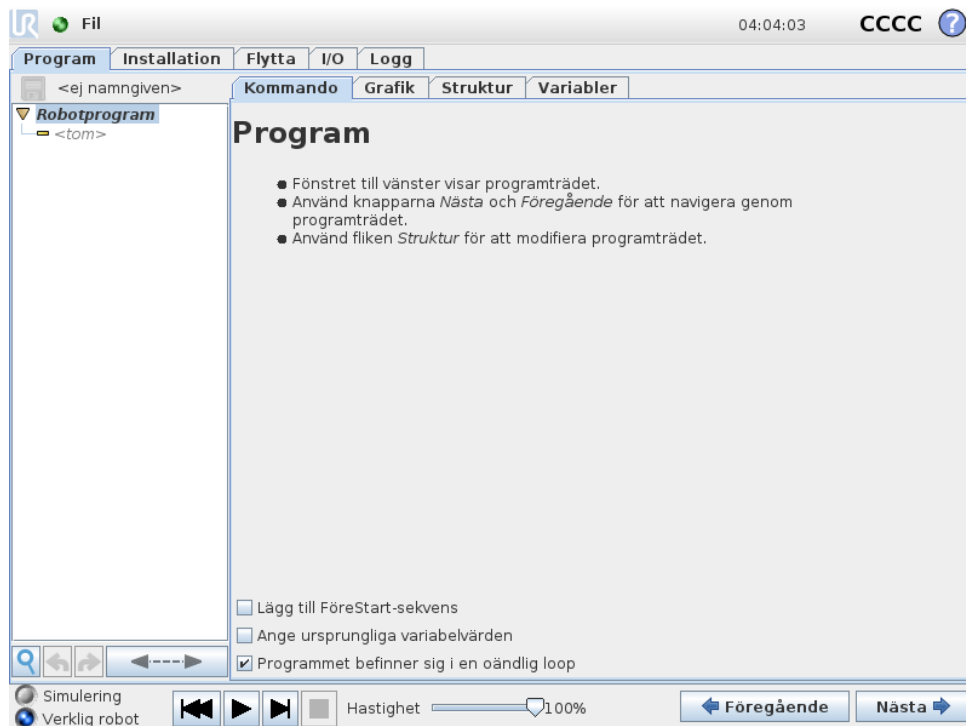 UR Fil 04:04:03 CCCC ?
Program Installation Flytta I/O Logg
<ej namngiven> Kommando Grafik Struktur Variabler
Robotprogram
<tom>
Program
Fönstret till vänster visar programträdet.
Använd knapparna Nästa och Föregående för att navigera genom
programträdet.
Använd fliken Struktur för att modifiera programträdet.
Lägg till FöreStart-sekvens
Ange ursprungliga variabelvärden
Programmet befinner sig i en oändlig loop
Simulering
Verklig robot
Hastighet 100%
Föregående Nästa